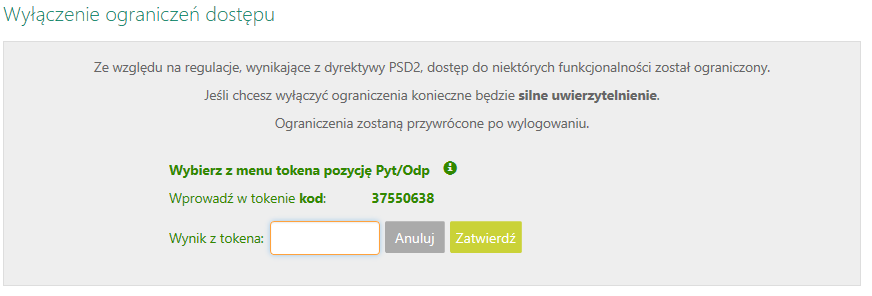 Wyłączenie ograniczeń dostępu
Ze względu na regulacje, wynikające z dyrektywy PSD2, dostęp do niektórych funkcjonalności został ograniczony.
Jeśli chcesz wyłączyć ograniczenia konieczne będzie silne uwierzytelnienie.
Ograniczenia zostaną przywrócone po wylogowaniu.
Wybierz z menu tokena pozycję Pyt/Odp
Wprowadź w tokenie kod: 37550638
Wynik z tokena: Anuluj Zatwierdź